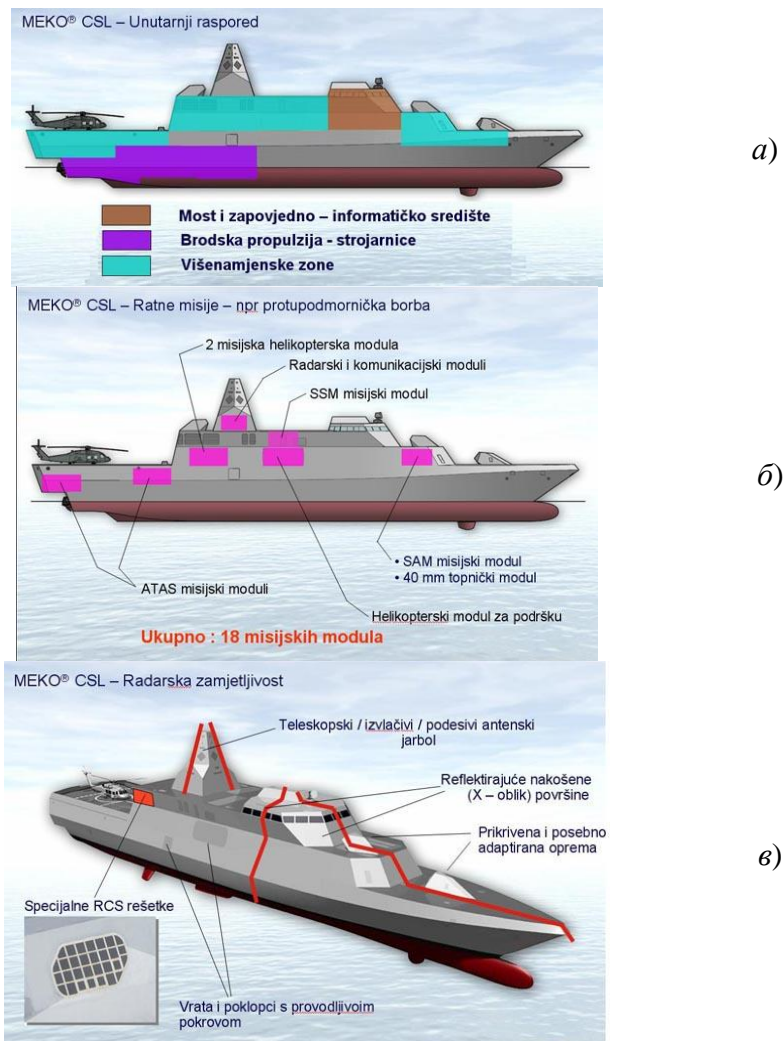 MEKO® CSL – Unutarnji raspored
а)
Most i zapovjedno – informatičko središte
Brodska propulzija - strojarnice
Višenamjenske zone
MEKO® CSL – Ratne misije – npr protupodmornička borba
2 misijska helikopterska modula
Radarski i komunikacijski moduli
SSM misijski modul
б)
• SAM misijski modul
• 40 mm topnički modul
ATAS misijski moduli
Helikopterski modul za podršku
Ukupno : 18 misijskih modula
MEKO® CSL – Radarska zamjetljivost
Teleskopski / izvlačivi / podesivi antenski
jarbol
Reflektirajuće nakošene
(X – oblik) površine
Prikrivena i posebno
adaptirana oprema
в)
Specijalne RCS rešetke
Vrata i poklopci s provodljivoim
pokrovom